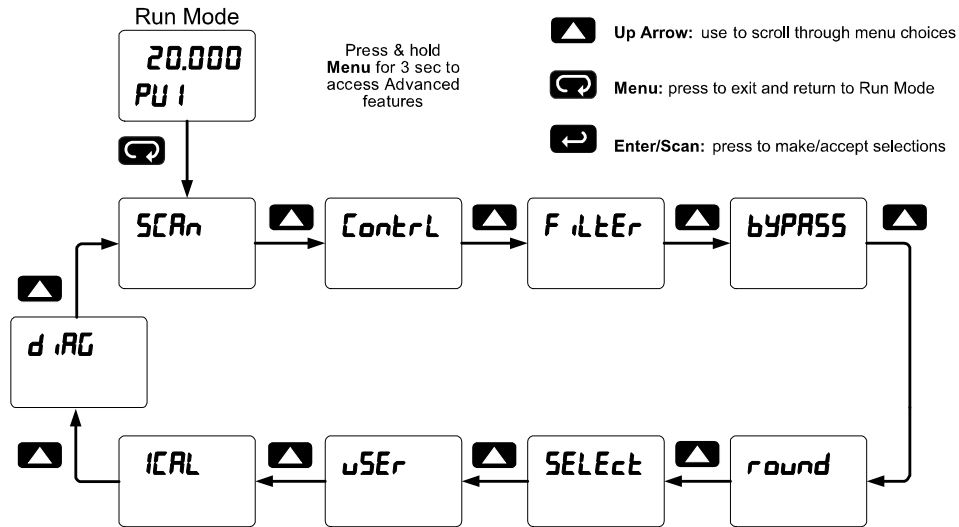 Run Mode
20.000
PU 1
Press & hold
Menu for 3 sec to
access Advanced
features
Up Arrow: use to scroll through menu choices
Menu: press to exit and return to Run Mode
Enter/Scan: press to make/accept selections
SCAn
ContrL
FiLtEr
bYPASS
diAG
ICAL
uSEr
SELEct
round